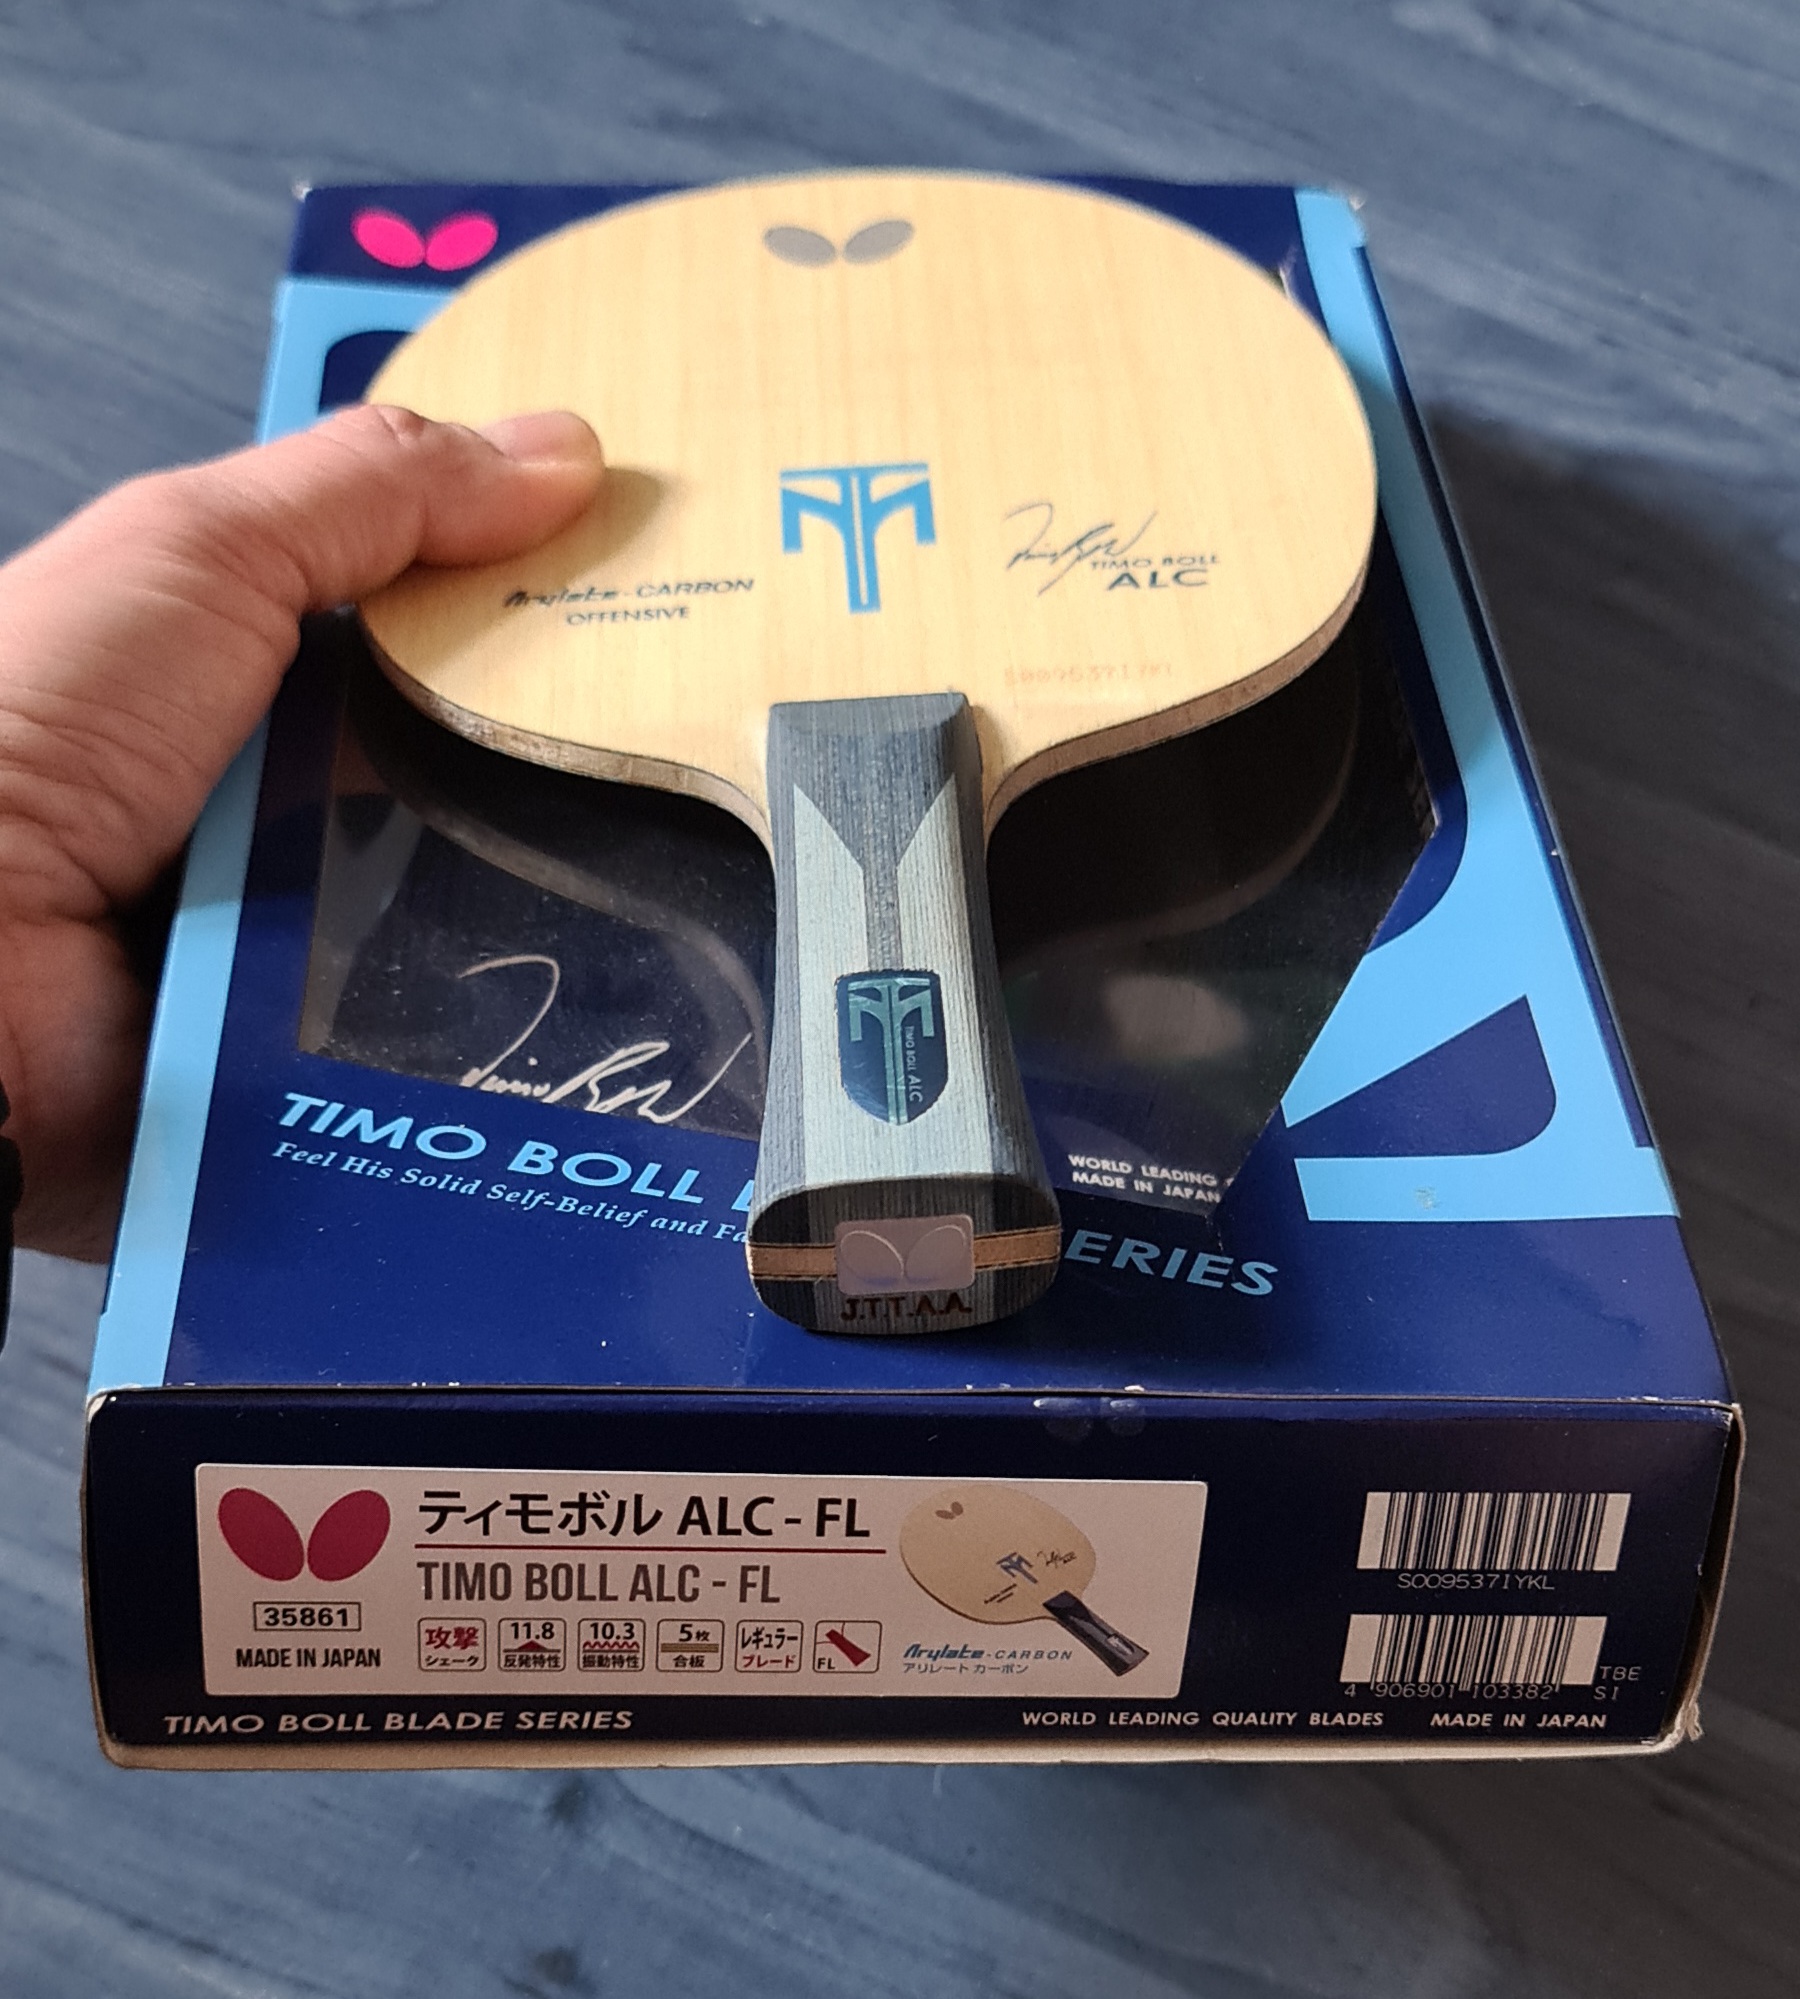 Arylate-CARBON
OFFENSIVE
TIMO BOLL
ALC
S0095371YKL
TIMO BOLL ALC
TIMO BOLL
Feel His Solid Self-Belief and
WORLD LEADING
MADE IN JAPAN
ERIES
J.T.T.A.A.
ティモボル ALC - FL
TIMO BOLL ALC - FL
35861
MADE IN JAPAN
攻撃
シェーク
11.8
反発特性
10.3
振動特性
5枚
合板
レギュラー
ブレード
FL
Arylate-CARBON
アリレート カーボン
S0095371YKL
4 906901 103382
TBE
S1
TIMO BOLL BLADE SERIES
WORLD LEADING QUALITY BLADES
MADE IN JAPAN